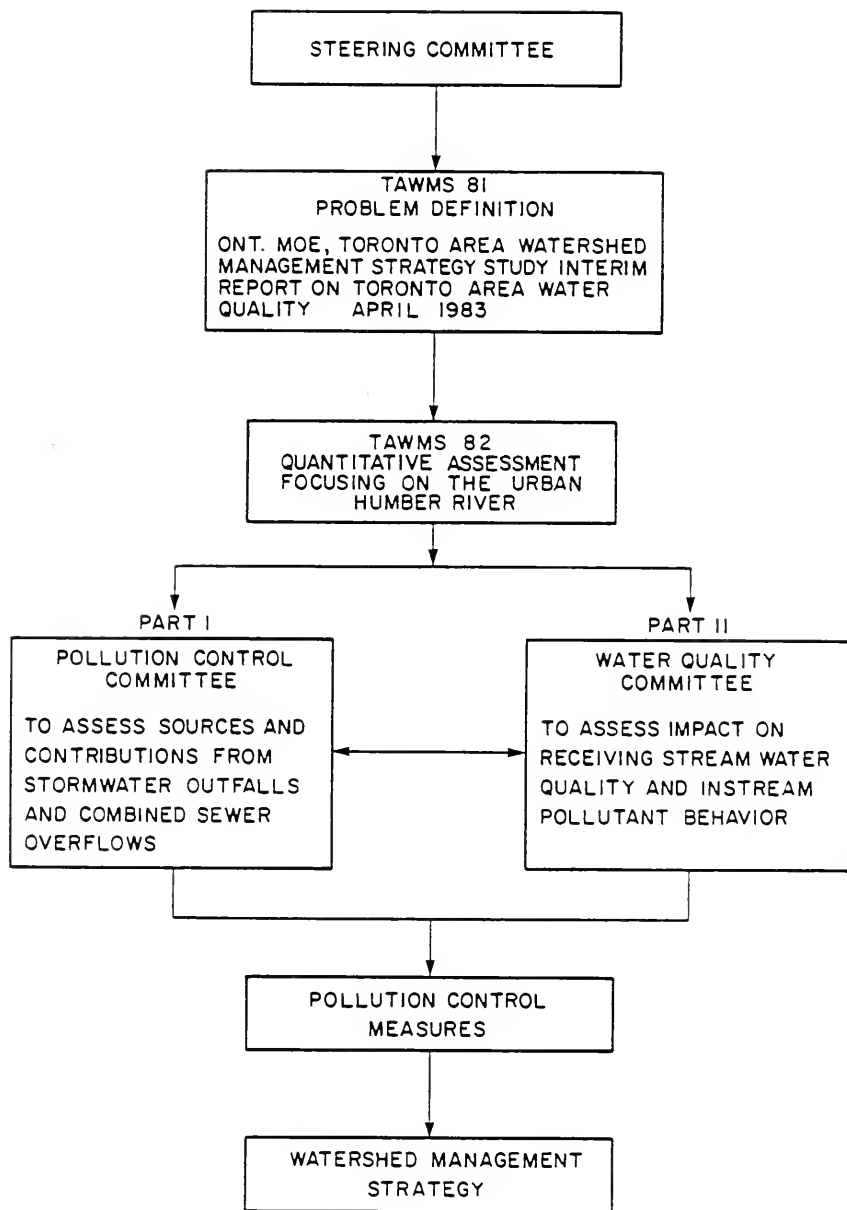 STEERING COMMITTEE
TAWMS 81
PROBLEM DEFINITION
ONT. MOE, TORONTO AREA WATERSHED
MANAGEMENT STRATEGY STUDY INTERIM
REPORT ON TORONTO AREA WATER
QUALITY APRIL 1983
TAWMS 82
QUANTITATIVE ASSESSMENT
FOCUSING ON THE URBAN
HUMBER RIVER
PART I
POLLUTION CONTROL
COMMITTEE
TO ASSESS SOURCES AND
CONTRIBUTIONS FROM
STORMWATER OUTFALLS
AND COMBINED SEWER
OVERFLOWS
PART II
WATER QUALITY
COMMITTEE
TO ASSESS IMPACT ON
RECEIVING STREAM WATER
QUALITY AND INSTREAM
POLLUTANT BEHAVIOR
POLLUTION CONTROL
MEASURES
WATERSHED MANAGEMENT
STRATEGY